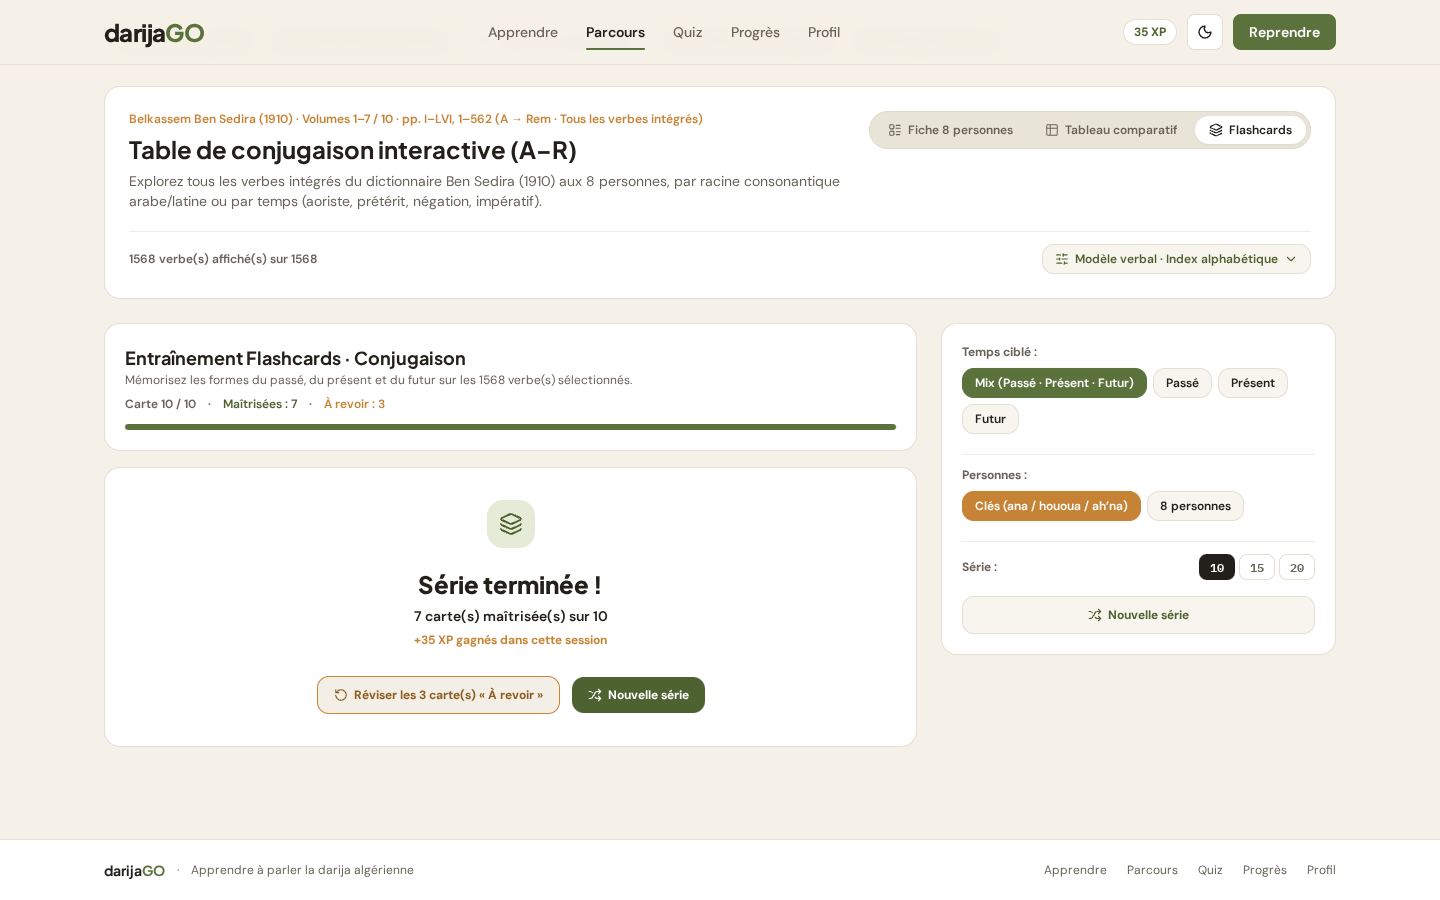 darijaGO
Apprendre
Parcours
Quiz
Progrès
Profil
35 XP
Reprendre
Belkassem Ben Sedira (1910) · Volumes 1–7 / 10 · pp. I–LVI, 1–562 (A → Rem · Tous les verbes intégrés)
Table de conjugaison interactive (A–R)
Explorez tous les verbes intégrés du dictionnaire Ben Sedira (1910) aux 8 personnes, par racine consonantique
arabe/latine ou par temps (aoriste, prétérit, négation, impératif).
Fiche 8 personnes
Tableau comparatif
Flashcards
1568 verbe(s) affiché(s) sur 1568
Modèle verbal · Index alphabétique
Entraînement Flashcards · Conjugaison
Mémorisez les formes du passé, du présent et du futur sur les 1568 verbe(s) sélectionnés.
Carte 10 / 10 · Maîtrisées : 7 · À revoir : 3
Série terminée !
7 carte(s) maîtrisée(s) sur 10
+35 XP gagnés dans cette session
Réviser les 3 carte(s) « À revoir »
Nouvelle série
Temps ciblé :
Mix (Passé · Présent · Futur)
Passé
Présent
Futur
Personnes :
Clés (ana / hououa / ah’na)
8 personnes
Série :
10
15
20
Nouvelle série
darijaGO · Apprendre à parler la darija algérienne
Apprendre
Parcours
Quiz
Progrès
Profil